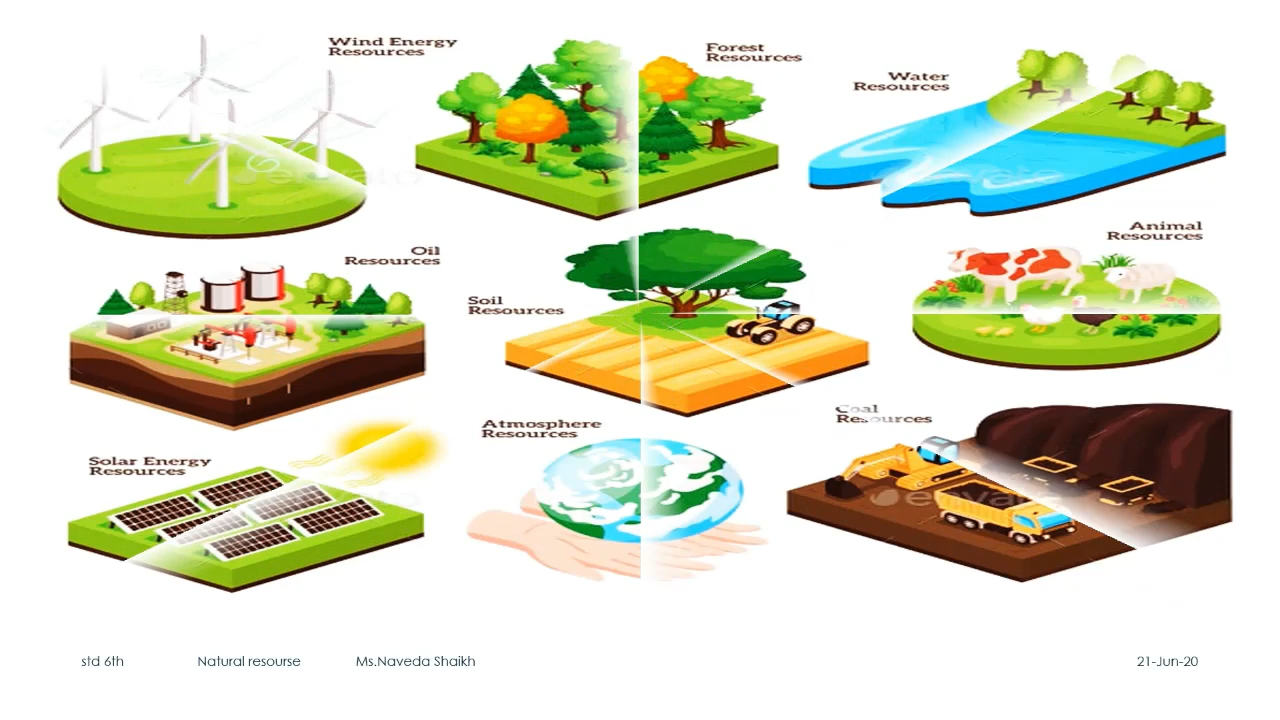 Wind Energy
Resources
Forest
Resources
Water
Resources
Oil
Resources
Soil
Resources
Animal
Resources
Solar Energy
Resources
Atmosphere
Resources
Coal
Resources
envato
std 6th Natural resourse Ms.Naveda Shaikh 21-Jun-20